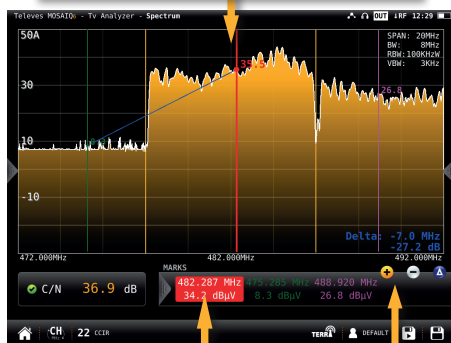 Televes MOSAIQ6 - Tv Analyzer - Spectrum
OUT ↓RF 12:29
50A
SPAN: 20MHz
BW: 8MHz
RBW:100KHzW
VBW: 3KHz
35.5
30
26.8
10
-10
Delta: -7.0 MHz
-27.2 dB
472.000MHz 482.000MHz 492.000MHz
MARKS
C/N 36.9 dB
482.287 MHz 475.285 MHz 488.920 MHz
34.2 dBμV 8.3 dBμV 26.8 dBμV
CH 22 CCIR
TERR DEFAULT